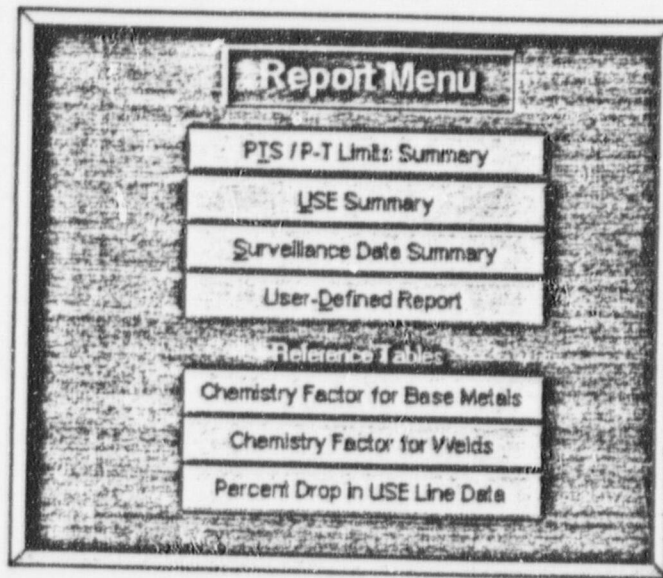 Report Menu
PTS / P-T Limits Summary
USE Summary
Surveillance Data Summary
User-Defined Report
Reference Tables
Chemistry Factor for Base Metals
Chemistry Factor for Welds
Percent Drop in USE Line Data